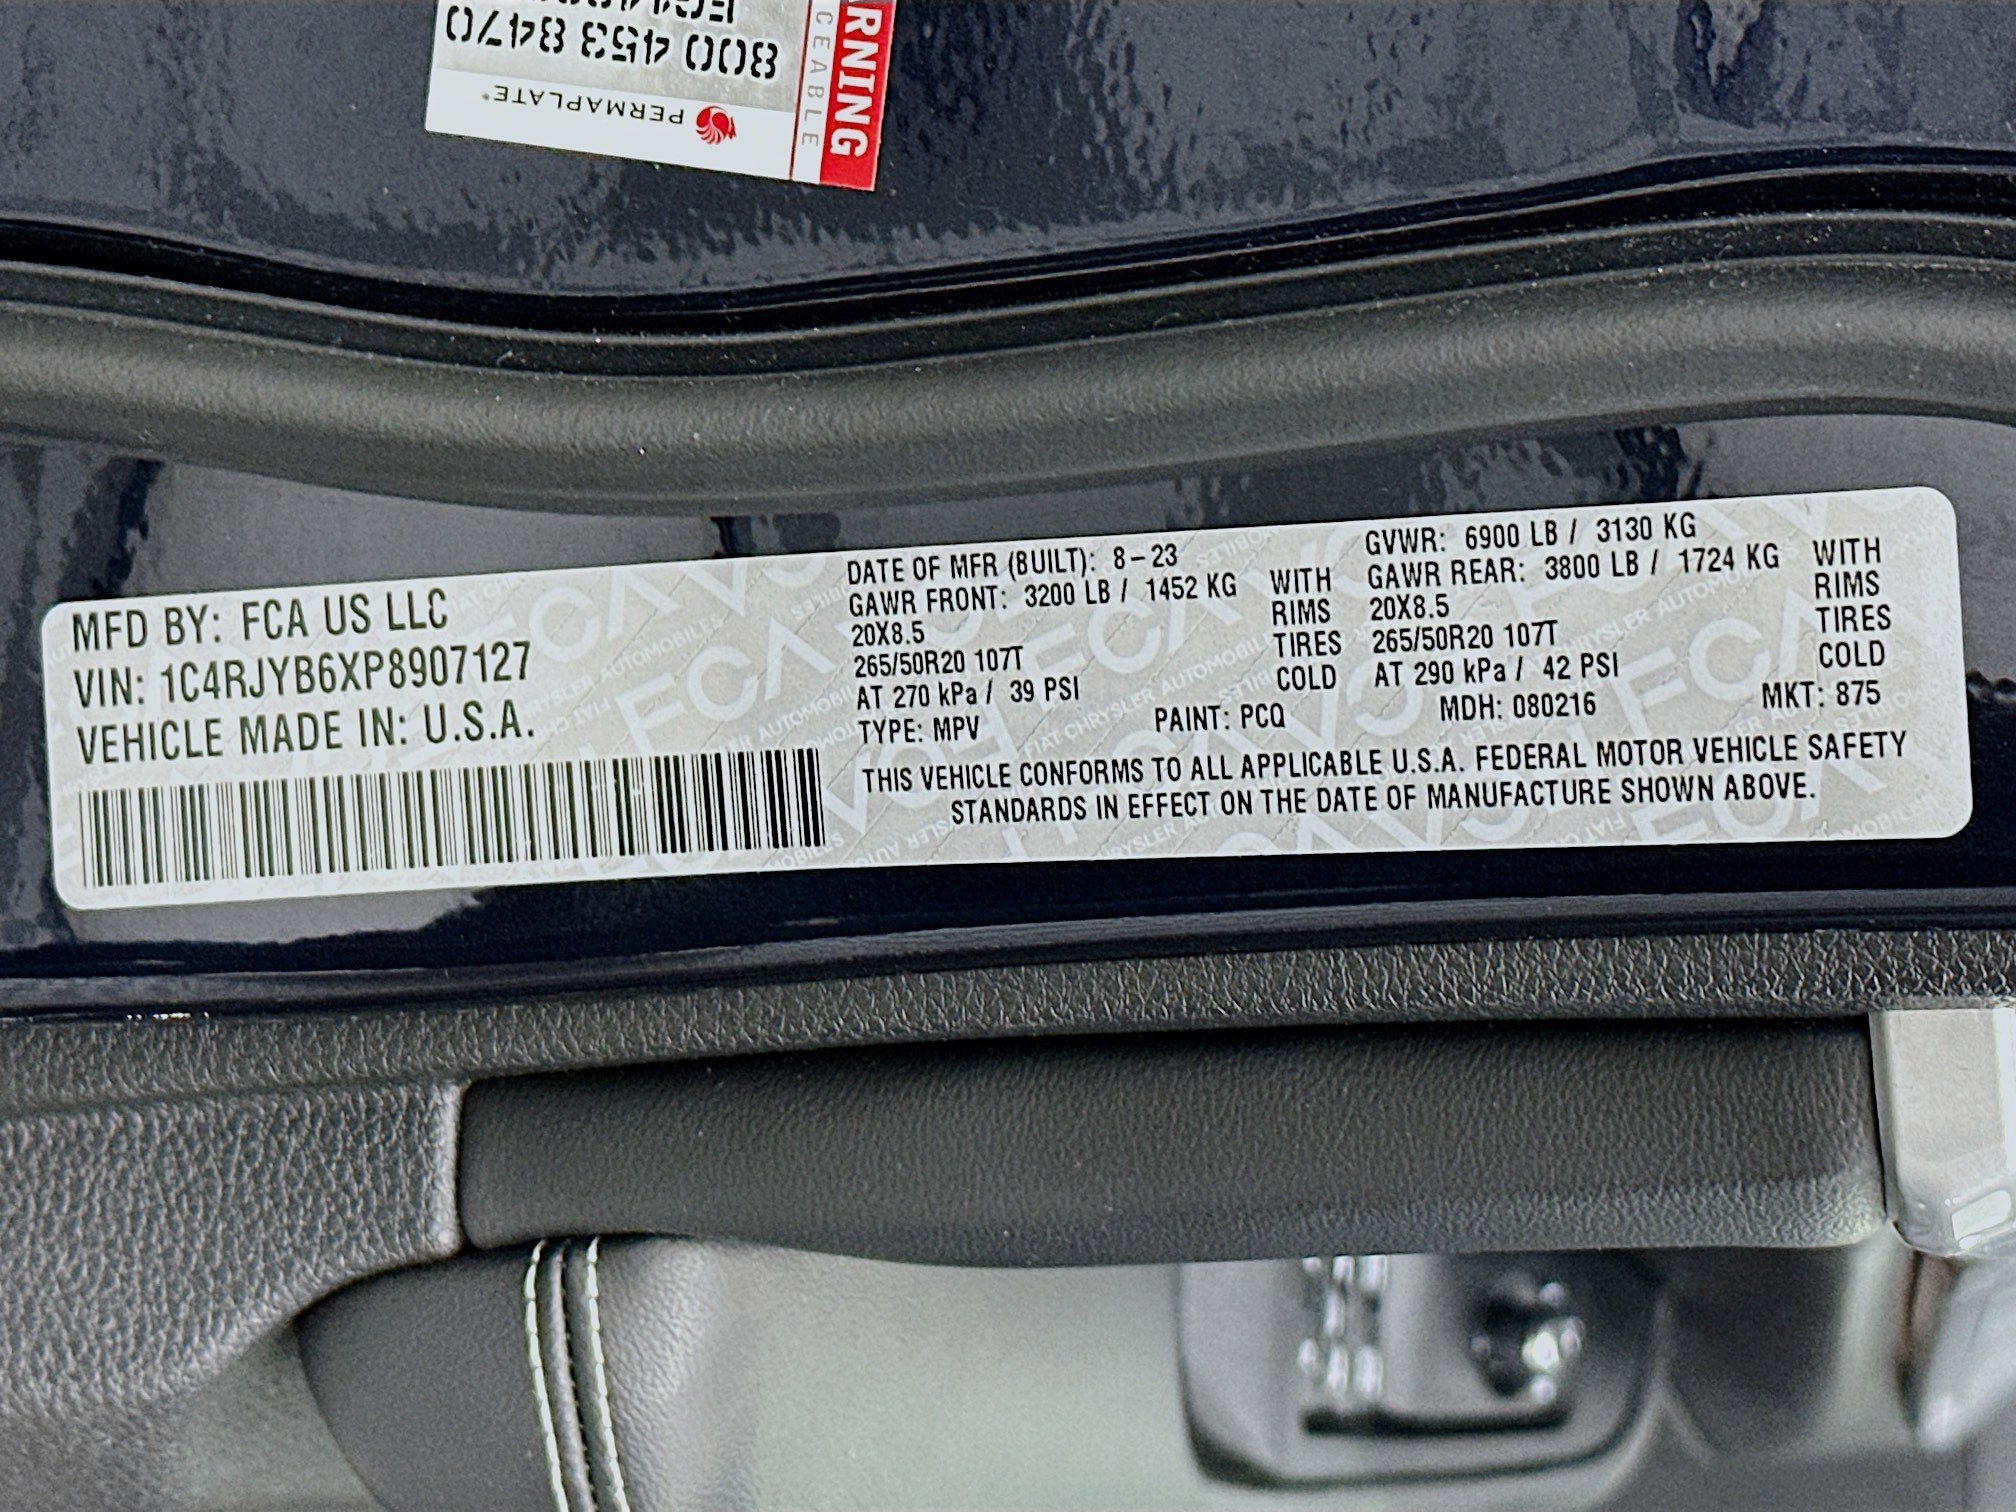 WARNING
CEABLE
800 453 8470
PERMAPLATE
MFD BY: FCA US LLC
VIN: 1C4RJYB6XP8907127
VEHICLE MADE IN: U.S.A.
DATE OF MFR (BUILT): 8-23
GAWR FRONT: 3200 LB / 1452 KG WITH
20X8.5 RIMS
265/50R20 107T TIRES
AT 270 kPa / 39 PSI COLD
GVWR: 6900 LB / 3130 KG
GAWR REAR: 3800 LB / 1724 KG WITH
20X8.5 RIMS
265/50R20 107T TIRES
AT 290 kPa / 42 PSI COLD
TYPE: MPV PAINT: PCQ MDH: 080216 MKT: 875
THIS VEHICLE CONFORMS TO ALL APPLICABLE U.S.A. FEDERAL MOTOR VEHICLE SAFETY
STANDARDS IN EFFECT ON THE DATE OF MANUFACTURE SHOWN ABOVE.